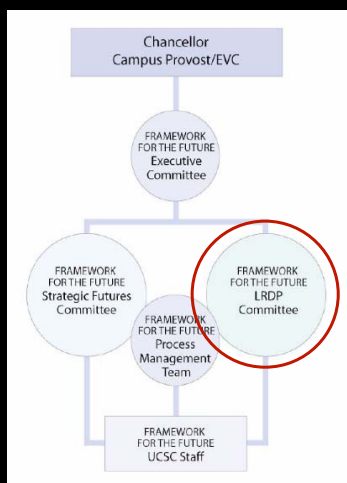 Chancellor
Campus Provost/EVC
FRAMEWORK
FOR THE FUTURE
Executive
Committee
FRAMEWORK
FOR THE FUTURE
Strategic Futures
Committee
FRAMEWORK
FOR THE FUTURE
Process
Management
Team
FRAMEWORK
FOR THE FUTURE
LRDP
Committee
FRAMEWORK
FOR THE FUTURE
UCSC Staff